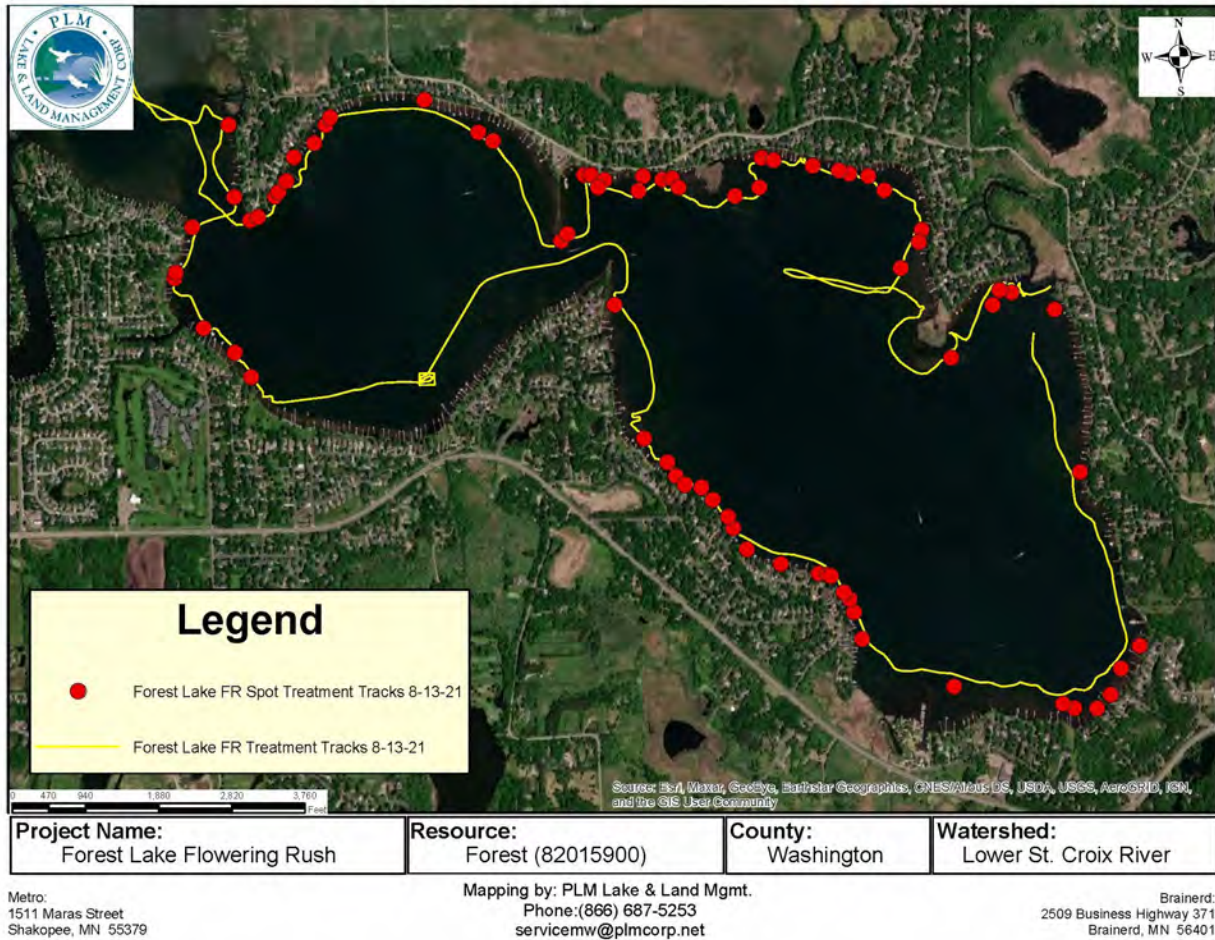 PLM
LAKE & LAND MANAGEMENT CORP
N
W E
S
Legend
Forest Lake FR Spot Treatment Tracks 8-13-21
Forest Lake FR Treatment Tracks 8-13-21
0 470 940 1,880 2,820 3,760
Feet
Source: Esri, Maxar, GeoEye, Earthstar Geographics, CNES/Airbus DS, USDA, USGS, AeroGRID, IGN,
and the GIS User Community
Project Name:
Forest Lake Flowering Rush
Resource:
Forest (82015900)
County:
Washington
Watershed:
Lower St. Croix River
Metro:
1511 Maras Street
Shakopee, MN 55379
Mapping by: PLM Lake & Land Mgmt.
Phone:(866) 687-5253
servicemw@plmcorp.net
Brainerd:
2509 Business Highway 371
Brainerd, MN 56401